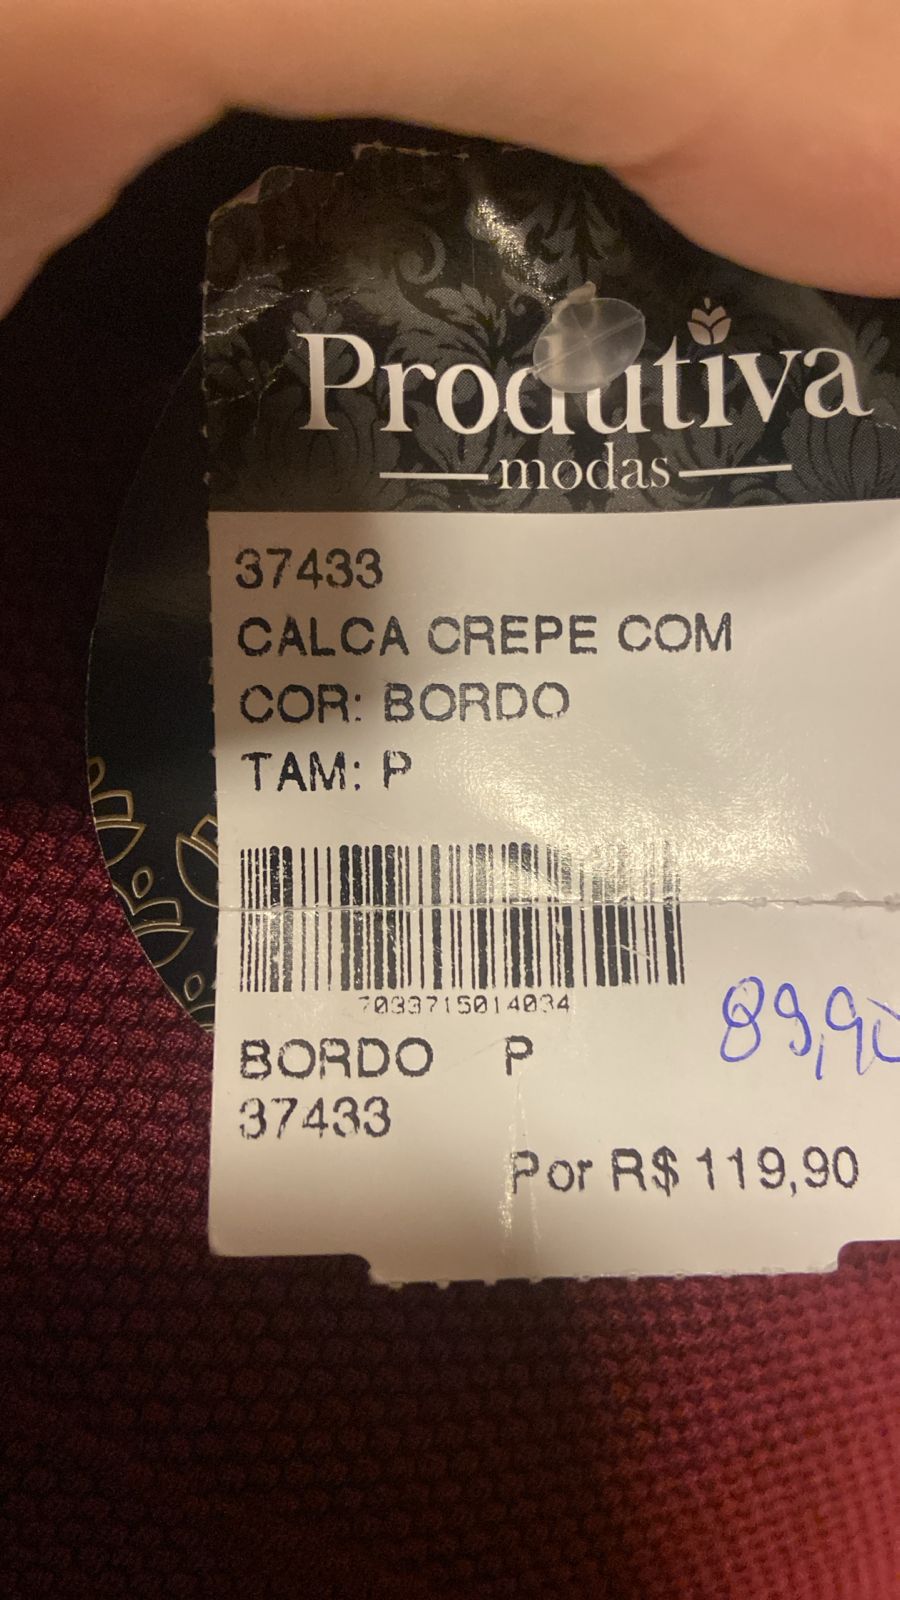 Produtiva
modas
37433
CALCA CREPE COM
COR: BORDO
TAM: P
7033715014034
89,90
BORDO P
37433
Por R$ 119,90